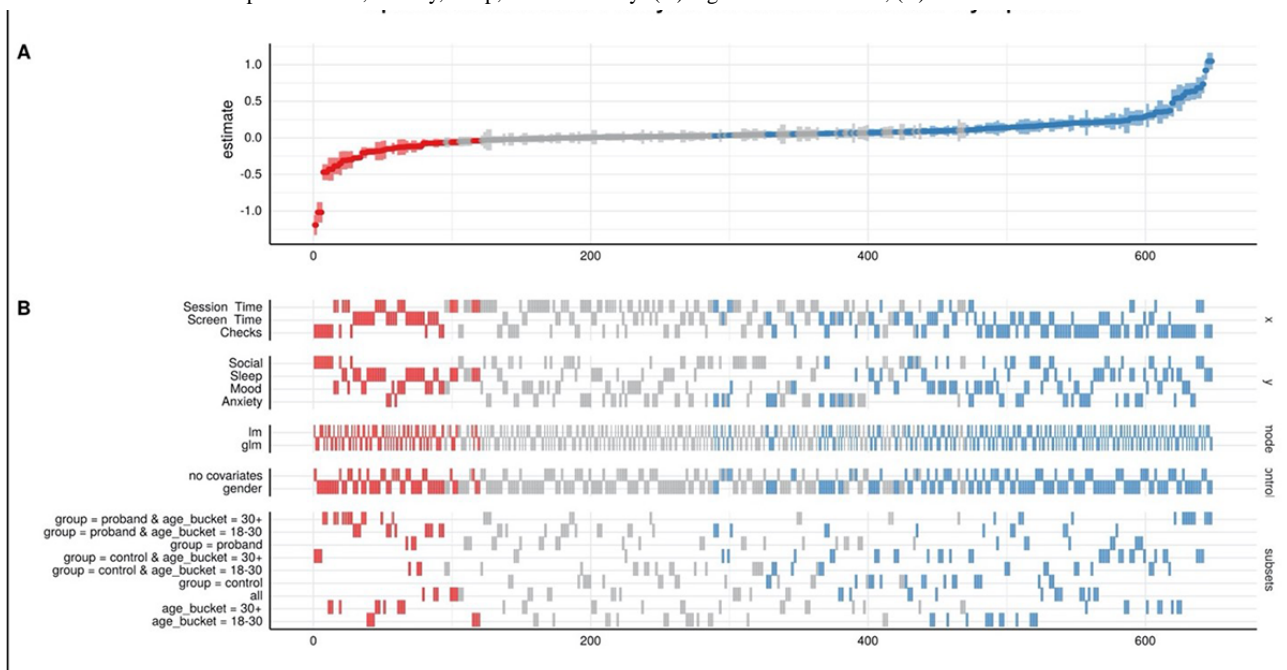 A
1.0
0.5
0.0
-0.5
-1.0
estimate
0 200 400 600
B
Session Time
Screen Time
Checks
x
Social
Sleep
Mood
Anxiety
y
lm
glm
no covariates
gender
group = proband & age_bucket = 30+
group = proband & age_bucket = 18-30
group = proband
group = control & age_bucket = 30+
group = control & age_bucket = 18-30
group = control
all
age_bucket = 30+
age_bucket = 18-30
subsets
0 200 400 600